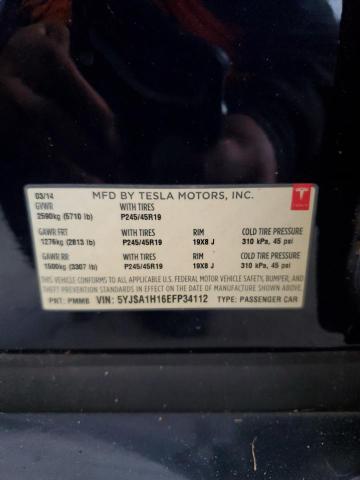 03/14 MFD BY TESLA MOTORS, INC.
GVWR WITH TIRES
2590kg (5710 lb) P245/45R19
TESLA
GAWR FRT WITH TIRES RIM COLD TIRE PRESSURE
1276kg (2813 lb) P245/45R19 19X8 J 310 kPa, 45 psi
GAWR RR WITH TIRES RIM COLD TIRE PRESSURE
1500kg (3307 lb) P245/45R19 19X8 J 310 kPa, 45 psi
THIS VEHICLE CONFORMS TO ALL APPLICABLE U.S. FEDERAL MOTOR VEHICLE SAFETY, BUMPER, AND
THEFT PREVENTION STANDARDS IN EFFECT ON THE DATE OF MANUFACTURE SHOWN ABOVE.
PNT: PMMB VIN: 5YJSA1H16EFP34112 TYPE: PASSENGER CAR